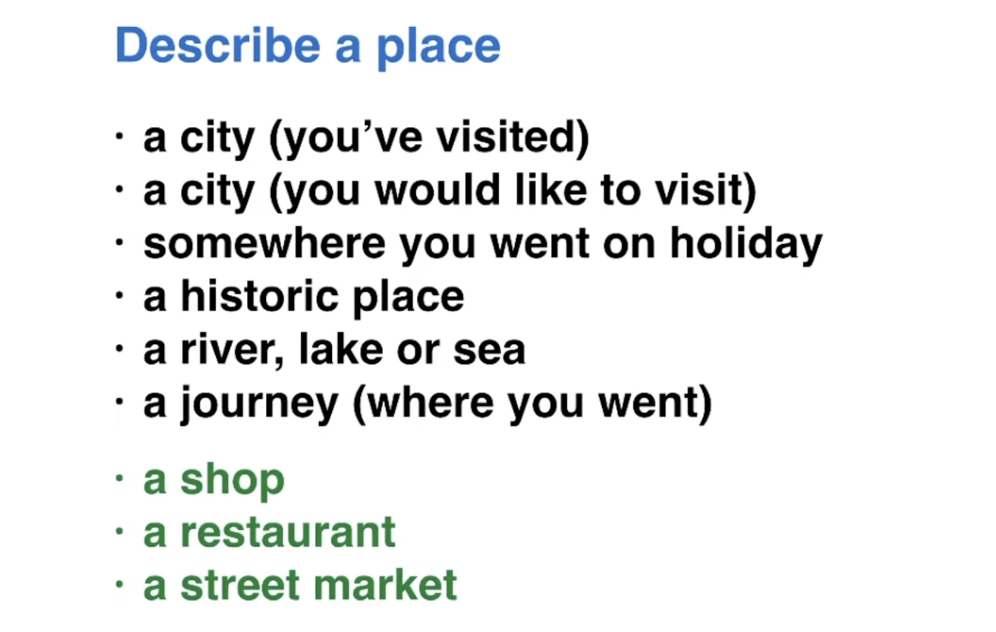 Describe a place
· a city (you’ve visited)
· a city (you would like to visit)
· somewhere you went on holiday
· a historic place
· a river, lake or sea
· a journey (where you went)
· a shop
· a restaurant
· a street market